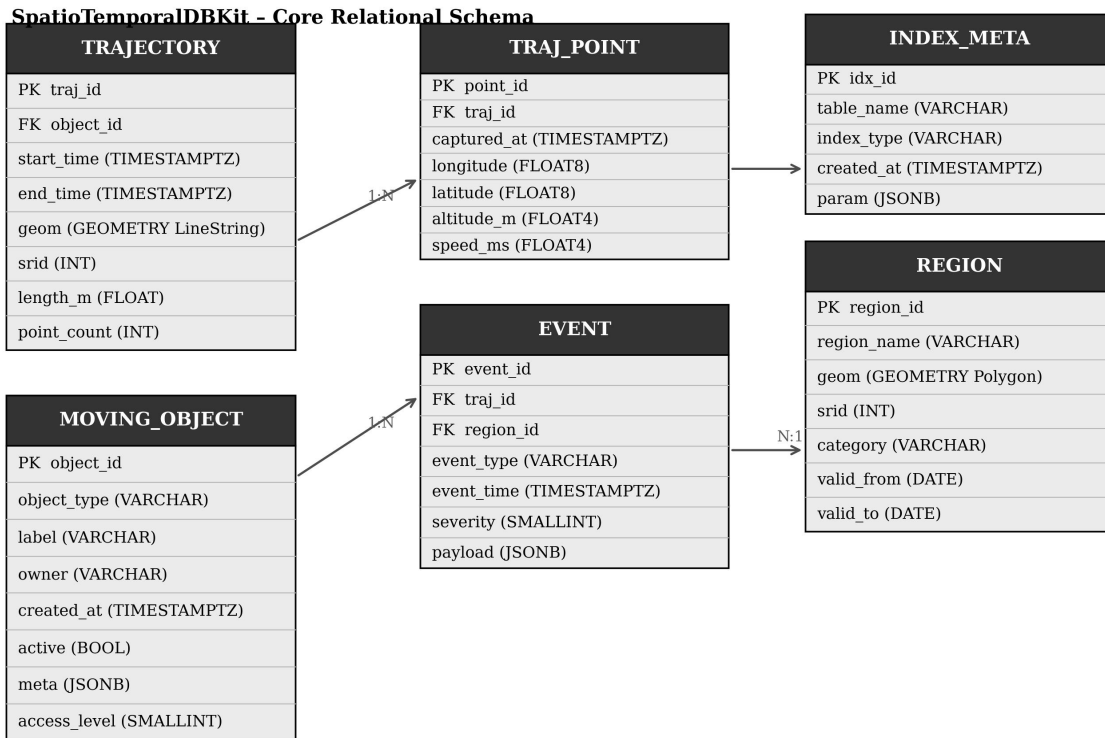 SpatioTemporalDBKit – Core Relational Schema
TRAJECTORY
PK traj_id
FK object_id
start_time (TIMESTAMPTZ)
end_time (TIMESTAMPTZ)
geom (GEOMETRY LineString)
srid (INT)
length_m (FLOAT)
point_count (INT)
1:N
TRAJ_POINT
PK point_id
FK traj_id
captured_at (TIMESTAMPTZ)
longitude (FLOAT8)
latitude (FLOAT8)
altitude_m (FLOAT4)
speed_ms (FLOAT4)
INDEX_META
PK idx_id
table_name (VARCHAR)
index_type (VARCHAR)
created_at (TIMESTAMPTZ)
param (JSONB)
MOVING_OBJECT
PK object_id
object_type (VARCHAR)
label (VARCHAR)
owner (VARCHAR)
created_at (TIMESTAMPTZ)
active (BOOL)
meta (JSONB)
access_level (SMALLINT)
1:N
EVENT
PK event_id
FK traj_id
FK region_id
event_type (VARCHAR)
event_time (TIMESTAMPTZ)
severity (SMALLINT)
payload (JSONB)
N:1
REGION
PK region_id
region_name (VARCHAR)
geom (GEOMETRY Polygon)
srid (INT)
category (VARCHAR)
valid_from (DATE)
valid_to (DATE)